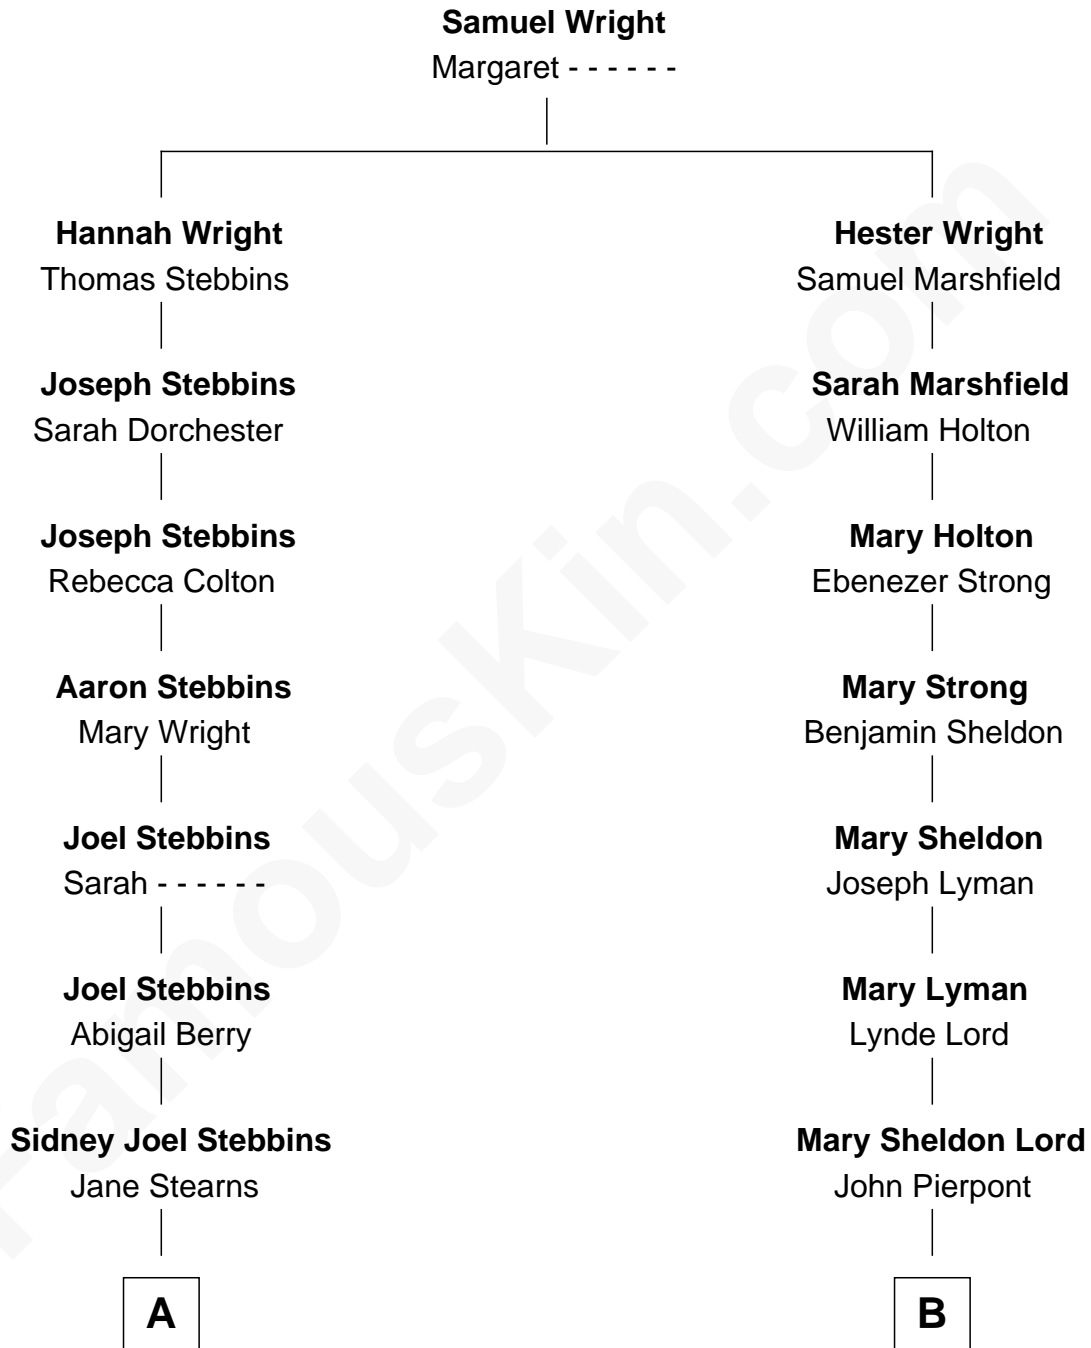 Samuel Wright
Margaret - - - - - -
Hannah Wright
Thomas Stebbins
Hester Wright
Samuel Marshfield
Joseph Stebbins
Sarah Dorchester
Sarah Marshfield
William Holton
Joseph Stebbins
Rebecca Colton
Mary Holton
Ebenezer Strong
Aaron Stebbins
Mary Wright
Mary Strong
Benjamin Sheldon
Joel Stebbins
Sarah - - - - - -
Mary Sheldon
Joseph Lyman
Joel Stebbins
Abigail Berry
Mary Lyman
Lynde Lord
Sidney Joel Stebbins
Jane Stearns
Mary Sheldon Lord
John Pierpont
A
B
FamousKin.com